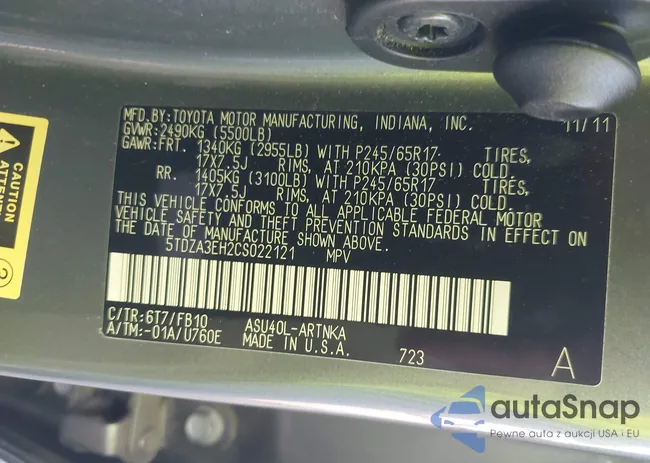 MFD.BY:TOYOTA MOTOR MANUFACTURING, INDIANA, INC. 11/11
GVWR:2490KG (5500LB)
GAWR:FRT. 1340KG (2955LB) WITH P245/65R17 TIRES,
17X7.5J RIMS, AT 210KPA (30PSI) COLD.
RR. 1405KG (3100LB) WITH P245/65R17 TIRES,
17X7.5J RIMS, AT 210KPA (30PSI) COLD.
THIS VEHICLE CONFORMS TO ALL APPLICABLE FEDERAL MOTOR
VEHICLE SAFETY AND THEFT PREVENTION STANDARDS IN EFFECT ON
THE DATE OF MANUFACTURE SHOWN ABOVE.
5TDZA3EH2CS022121 MPV
C/TR:6T7/FB10 ASU40L-ARTNKA
A/TM:-01A/U760E MADE IN U.S.A. 723 A
2
autaSnap
Pewne auta z aukcji USA i EU